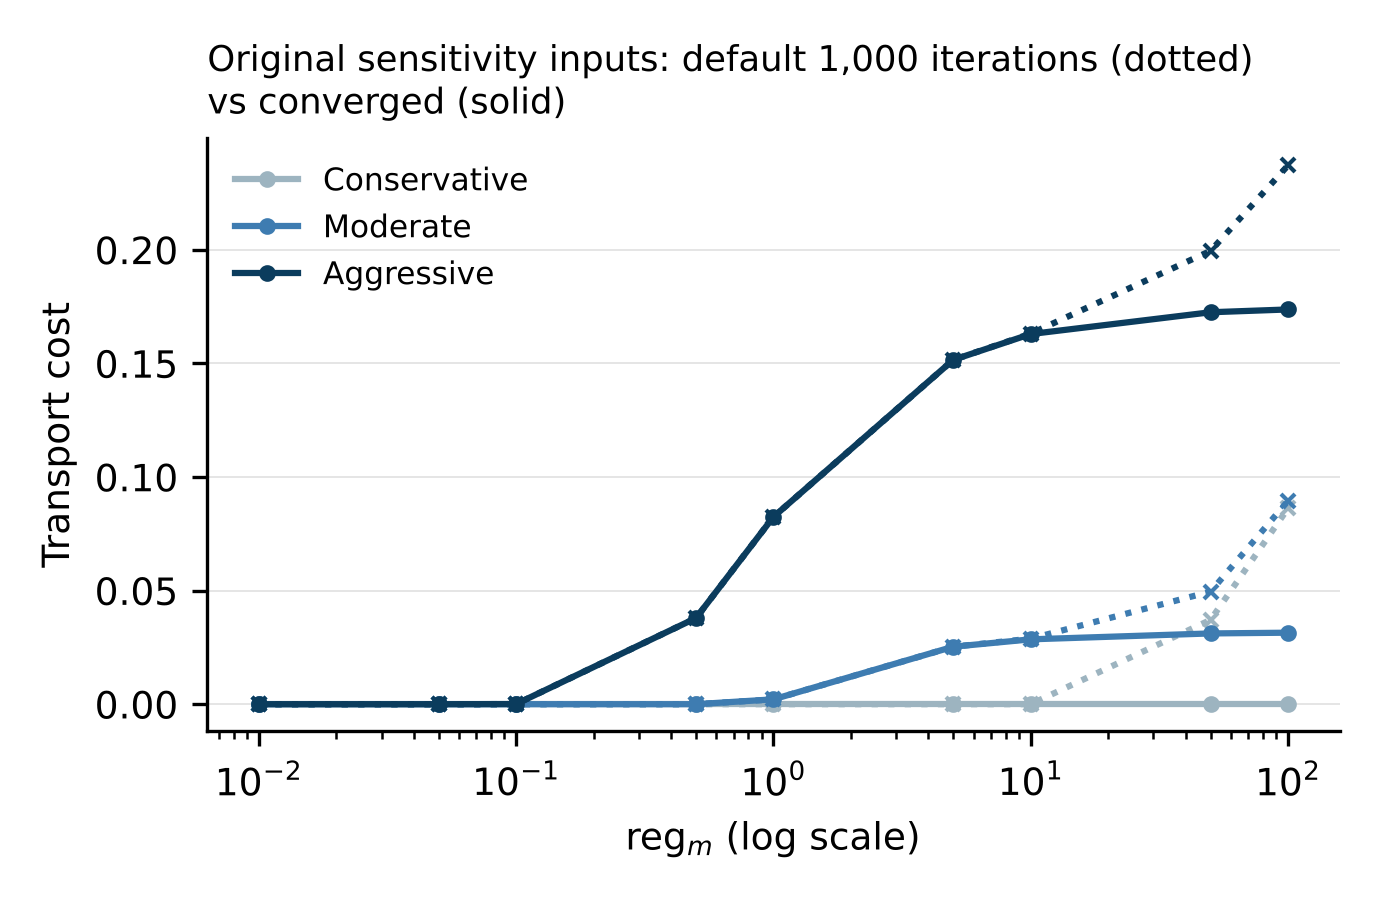 Original sensitivity inputs: default 1,000 iterations (dotted)
vs converged (solid)
Conservative
Moderate
Aggressive
Transport cost
0.20
0.15
0.10
0.05
0.00
10⁻²
10⁻¹
10⁰
10¹
10²
regₘ (log scale)